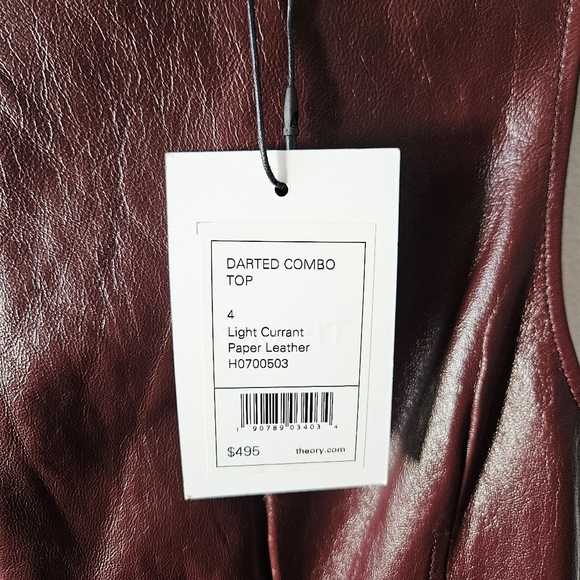 DARTED COMBO
TOP
4
Light Currant
Paper Leather
H0700503
1 90789 03403 4
$495 theory.com